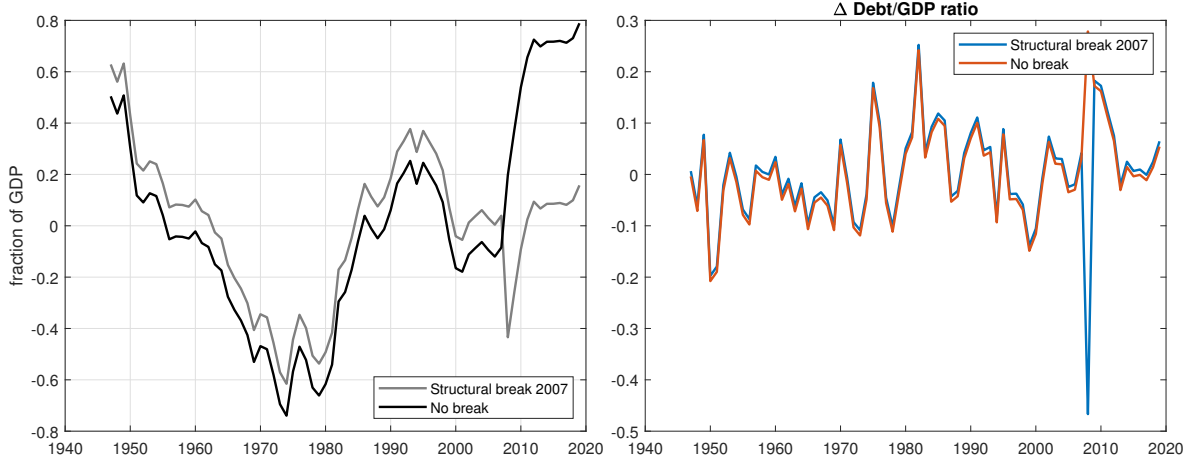 Δ Debt/GDP ratio
fraction of GDP
0.8
0.6
0.4
0.2
0
-0.2
-0.4
-0.6
-0.8
1940 1950 1960 1970 1980 1990 2000 2010 2020
Structural break 2007
No break
0.3
0.2
0.1
0
-0.1
-0.2
-0.3
-0.4
-0.5
1940 1950 1960 1970 1980 1990 2000 2010 2020
Structural break 2007
No break